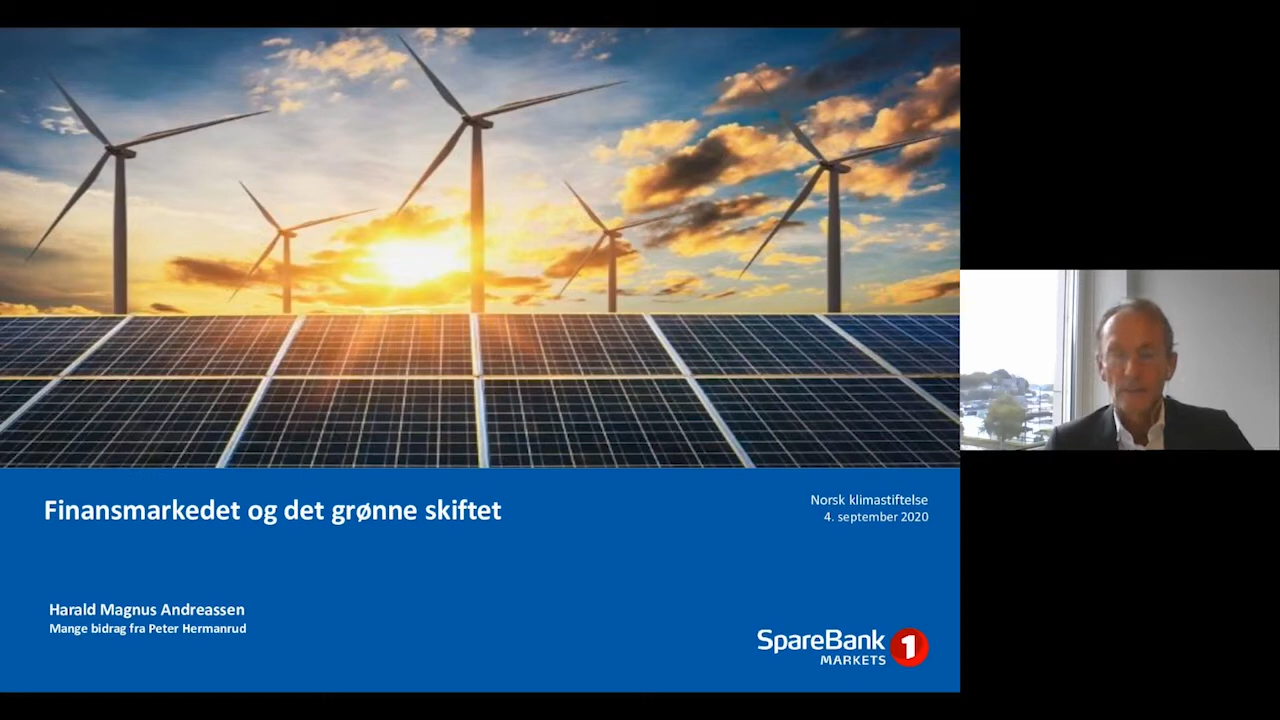 Finansmarkedet og det grønne skiftet
Norsk klimastiftelse
4. september 2020
Harald Magnus Andreassen
Mange bidrag fra Peter Hermanrud
SpareBank 1
MARKETS